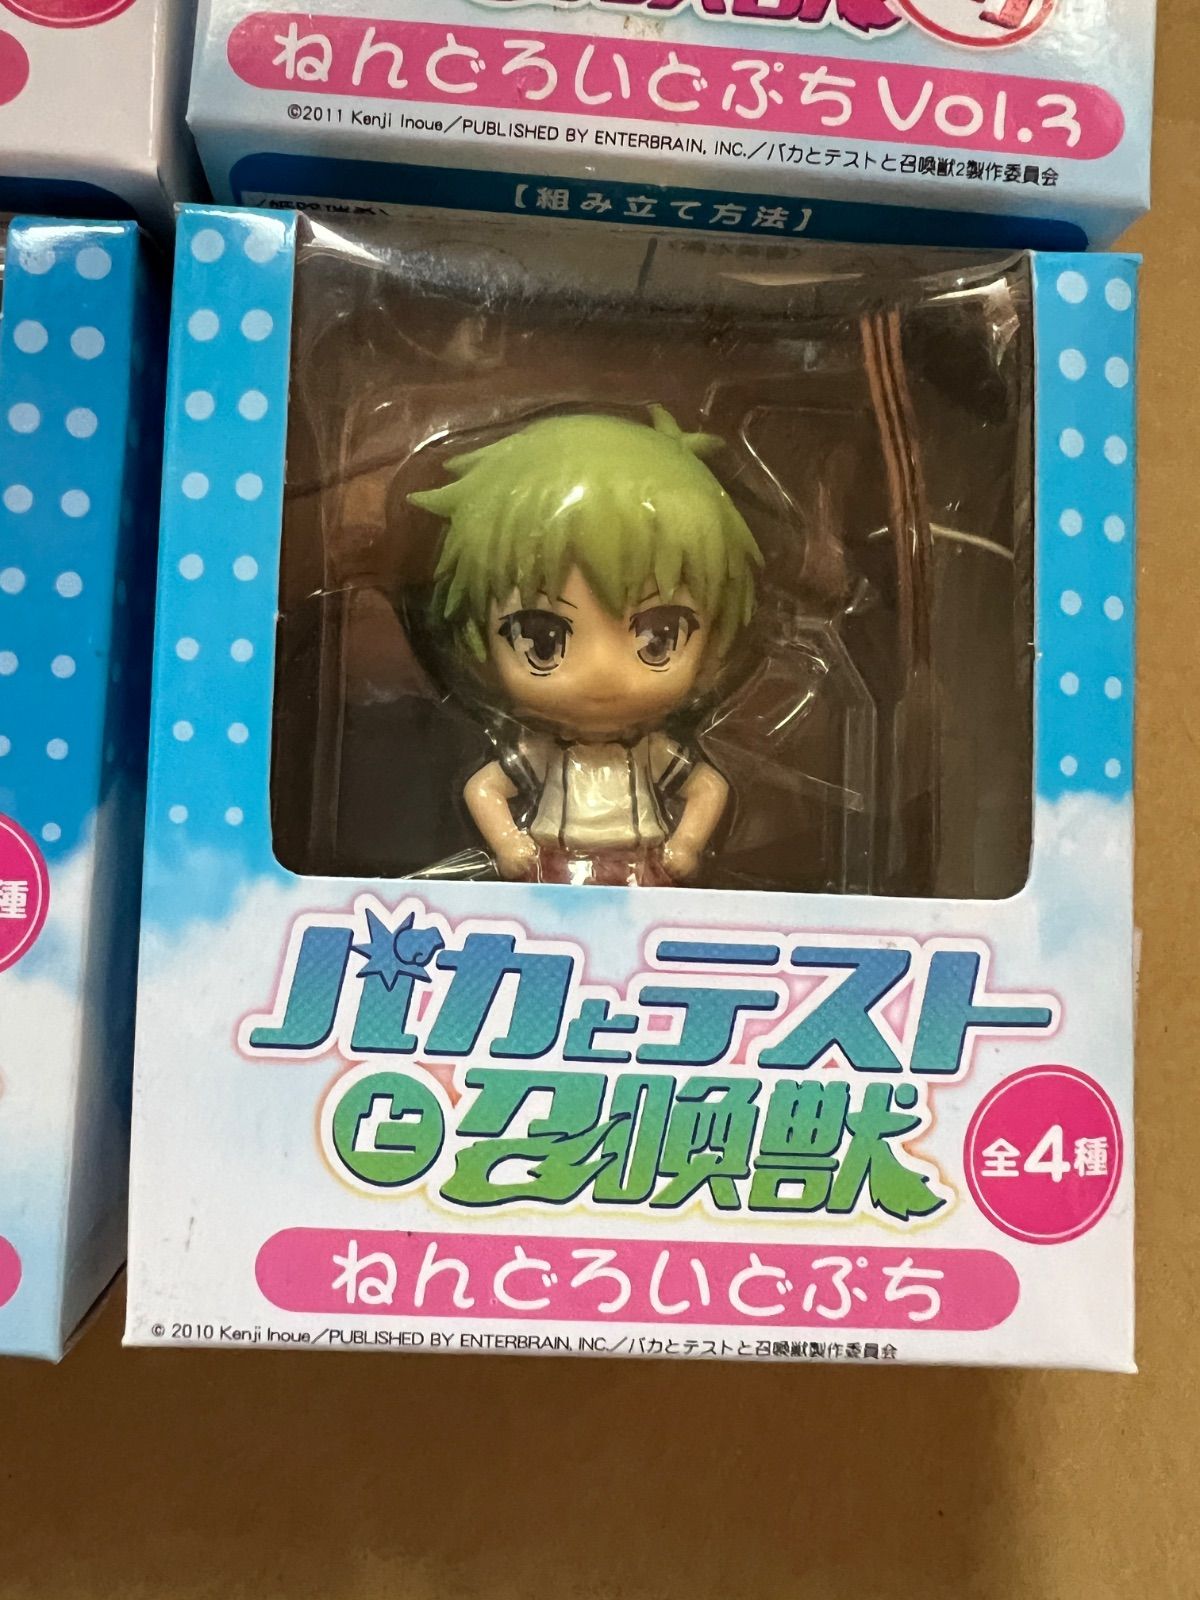 ねんどろいどぷち Vol.3
©2011 Kenji Inoue／PUBLISHED BY ENTERBRAIN, INC.／バカとテストと召喚獣2製作委員会
【組み立て方法】
種
バカとテスト
と召喚獣
全4種
ねんどろいどぷち
© 2010 Kenji Inoue／PUBLISHED BY ENTERBRAIN, INC.／バカとテストと召喚獣製作委員会